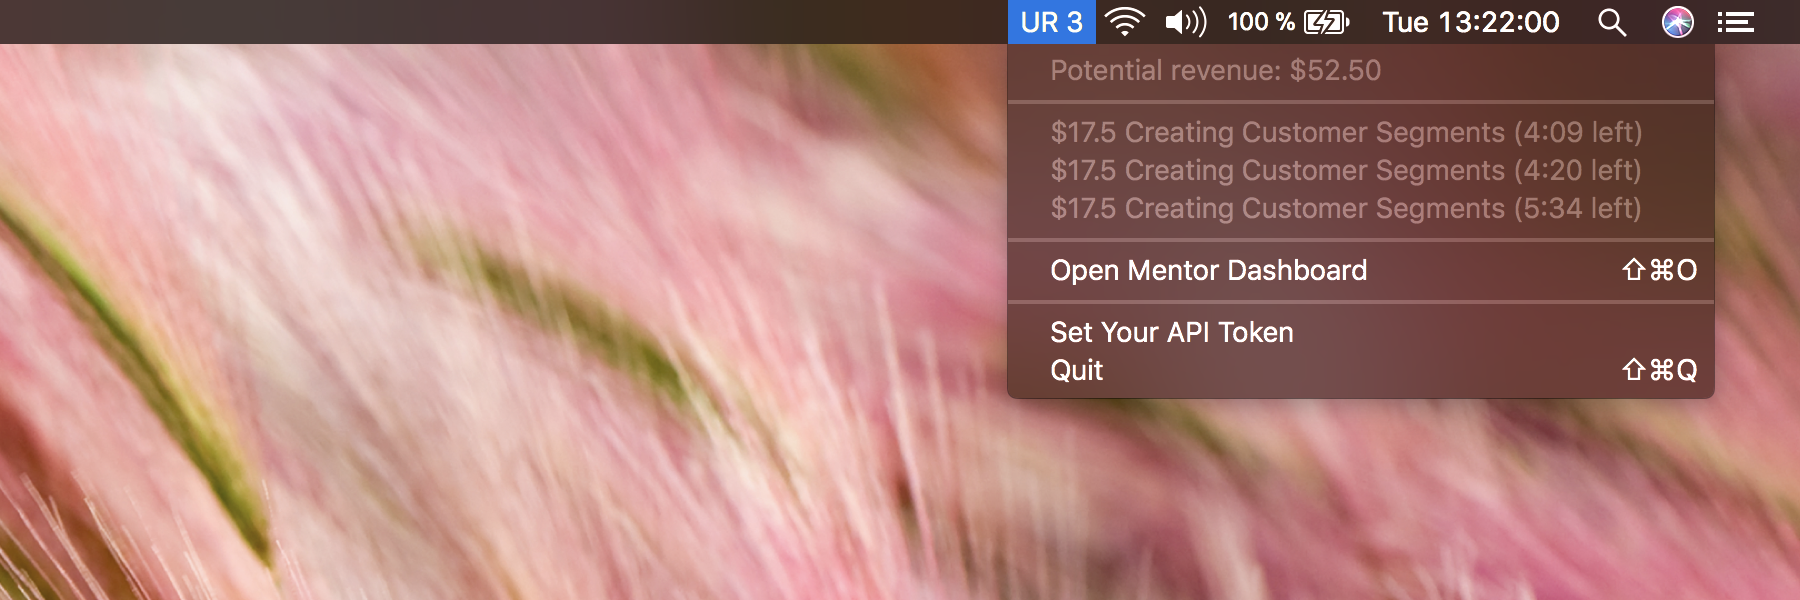 UR 3 100 % Tue 13:22:00
Potential revenue: $52.50
$17.5 Creating Customer Segments (4:09 left)
$17.5 Creating Customer Segments (4:20 left)
$17.5 Creating Customer Segments (5:34 left)
Open Mentor Dashboard ⇧⌘O
Set Your API Token
Quit ⇧⌘Q